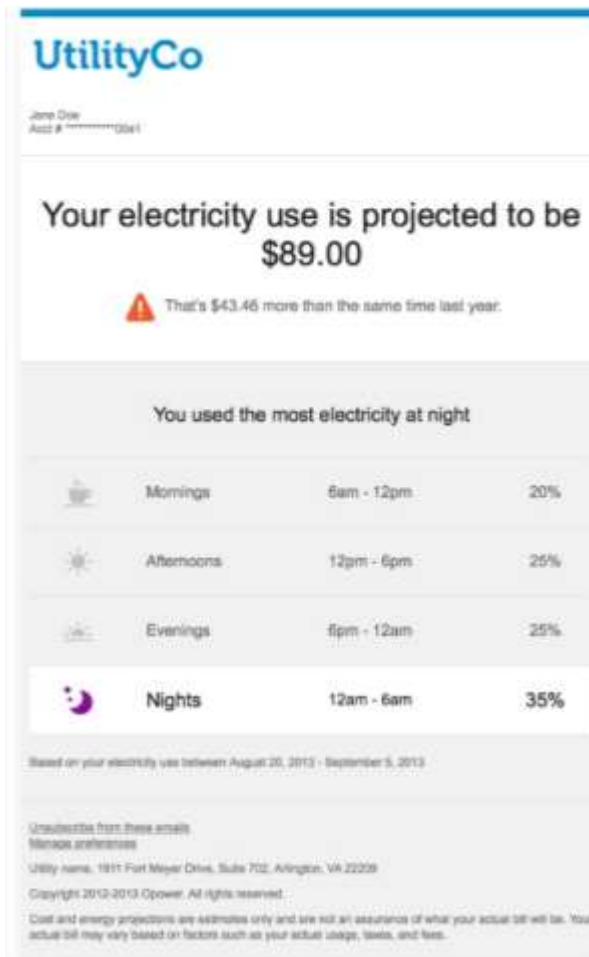 UtilityCo
Jane Doe
Acct #
Your electricity use is projected to be
$89.00
That's $43.46 more than the same time last year.
You used the most electricity at night
Mornings 6am - 12pm 20%
Afternoons 12pm - 6pm 25%
Evenings 6pm - 12am 25%
Nights 12am - 6am 35%
Based on your electricity use between August 20, 2013 - September 5, 2013
Unsubscribe from these emails
Manage preferences
Utility name, 1911 Fort Meyer Drive, Suite 702, Arlington, VA 22209
Copyright 2012-2013 Opower. All rights reserved.
Cost and energy projections are estimates only and are not an assurance of what your actual bill will be. You
actual bill may vary based on factors such as your actual usage, taxes, and fees.